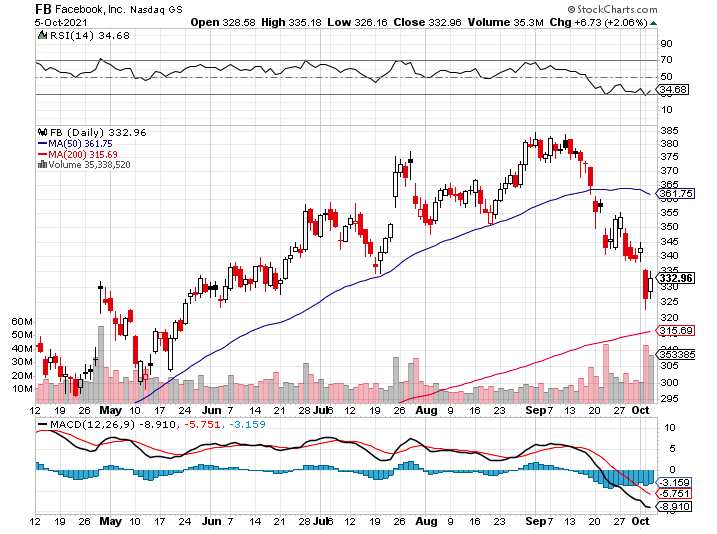 FB Facebook, Inc. Nasdaq GS
© StockCharts.com
5-Oct-2021
Open 328.58 High 335.18 Low 326.16 Close 332.96 Volume 35.3M Chg +6.73 (+2.06%)
RSI(14) 34.68
90
70
50
34.68
30
10
FB (Daily) 332.96
MA(50) 361.75
MA(200) 315.69
Volume 35,338,520
385
380
375
370
365
361.75
360
355
350
345
340
335
332.96
330
325
320
315.69
310
353385
305
300
295
60M
50M
40M
30M
20M
10M
12 19 26 May 10 17 24 Jun 7 14 21 28 Jul 6 12 19 26 Aug 9 16 23 Sep 7 13 20 27 Oct
MACD(12,26,9) -8.910, -5.751, -3.159
10
5
0
-3.159
-5.751
-8.910
12 19 26 May 10 17 24 Jun 7 14 21 28 Jul 6 12 19 26 Aug 9 16 23 Sep 7 13 20 27 Oct